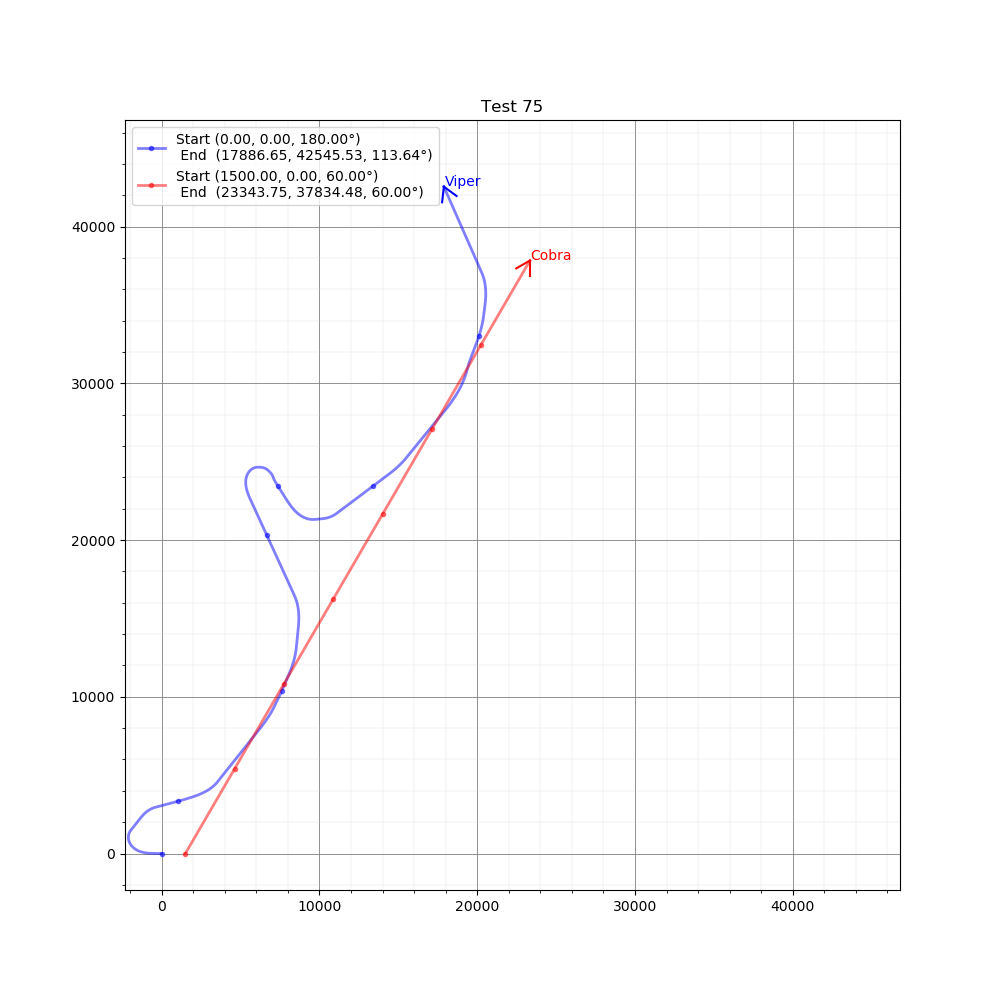 Test 75
Start (0.00, 0.00, 180.00°)
End  (17886.65, 42545.53, 113.64°)
Start (1500.00, 0.00, 60.00°)
End  (23343.75, 37834.48, 60.00°)
Viper
Cobra
40000
30000
20000
10000
0
0 10000 20000 30000 40000